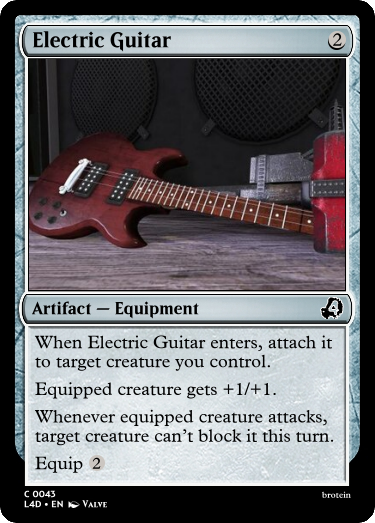 Electric Guitar 2
Artifact — Equipment
When Electric Guitar enters, attach it
to target creature you control.
Equipped creature gets +1/+1.
Whenever equipped creature attacks,
target creature can't block it this turn.
Equip 2
C 0043 brotein
L4D • EN Valve